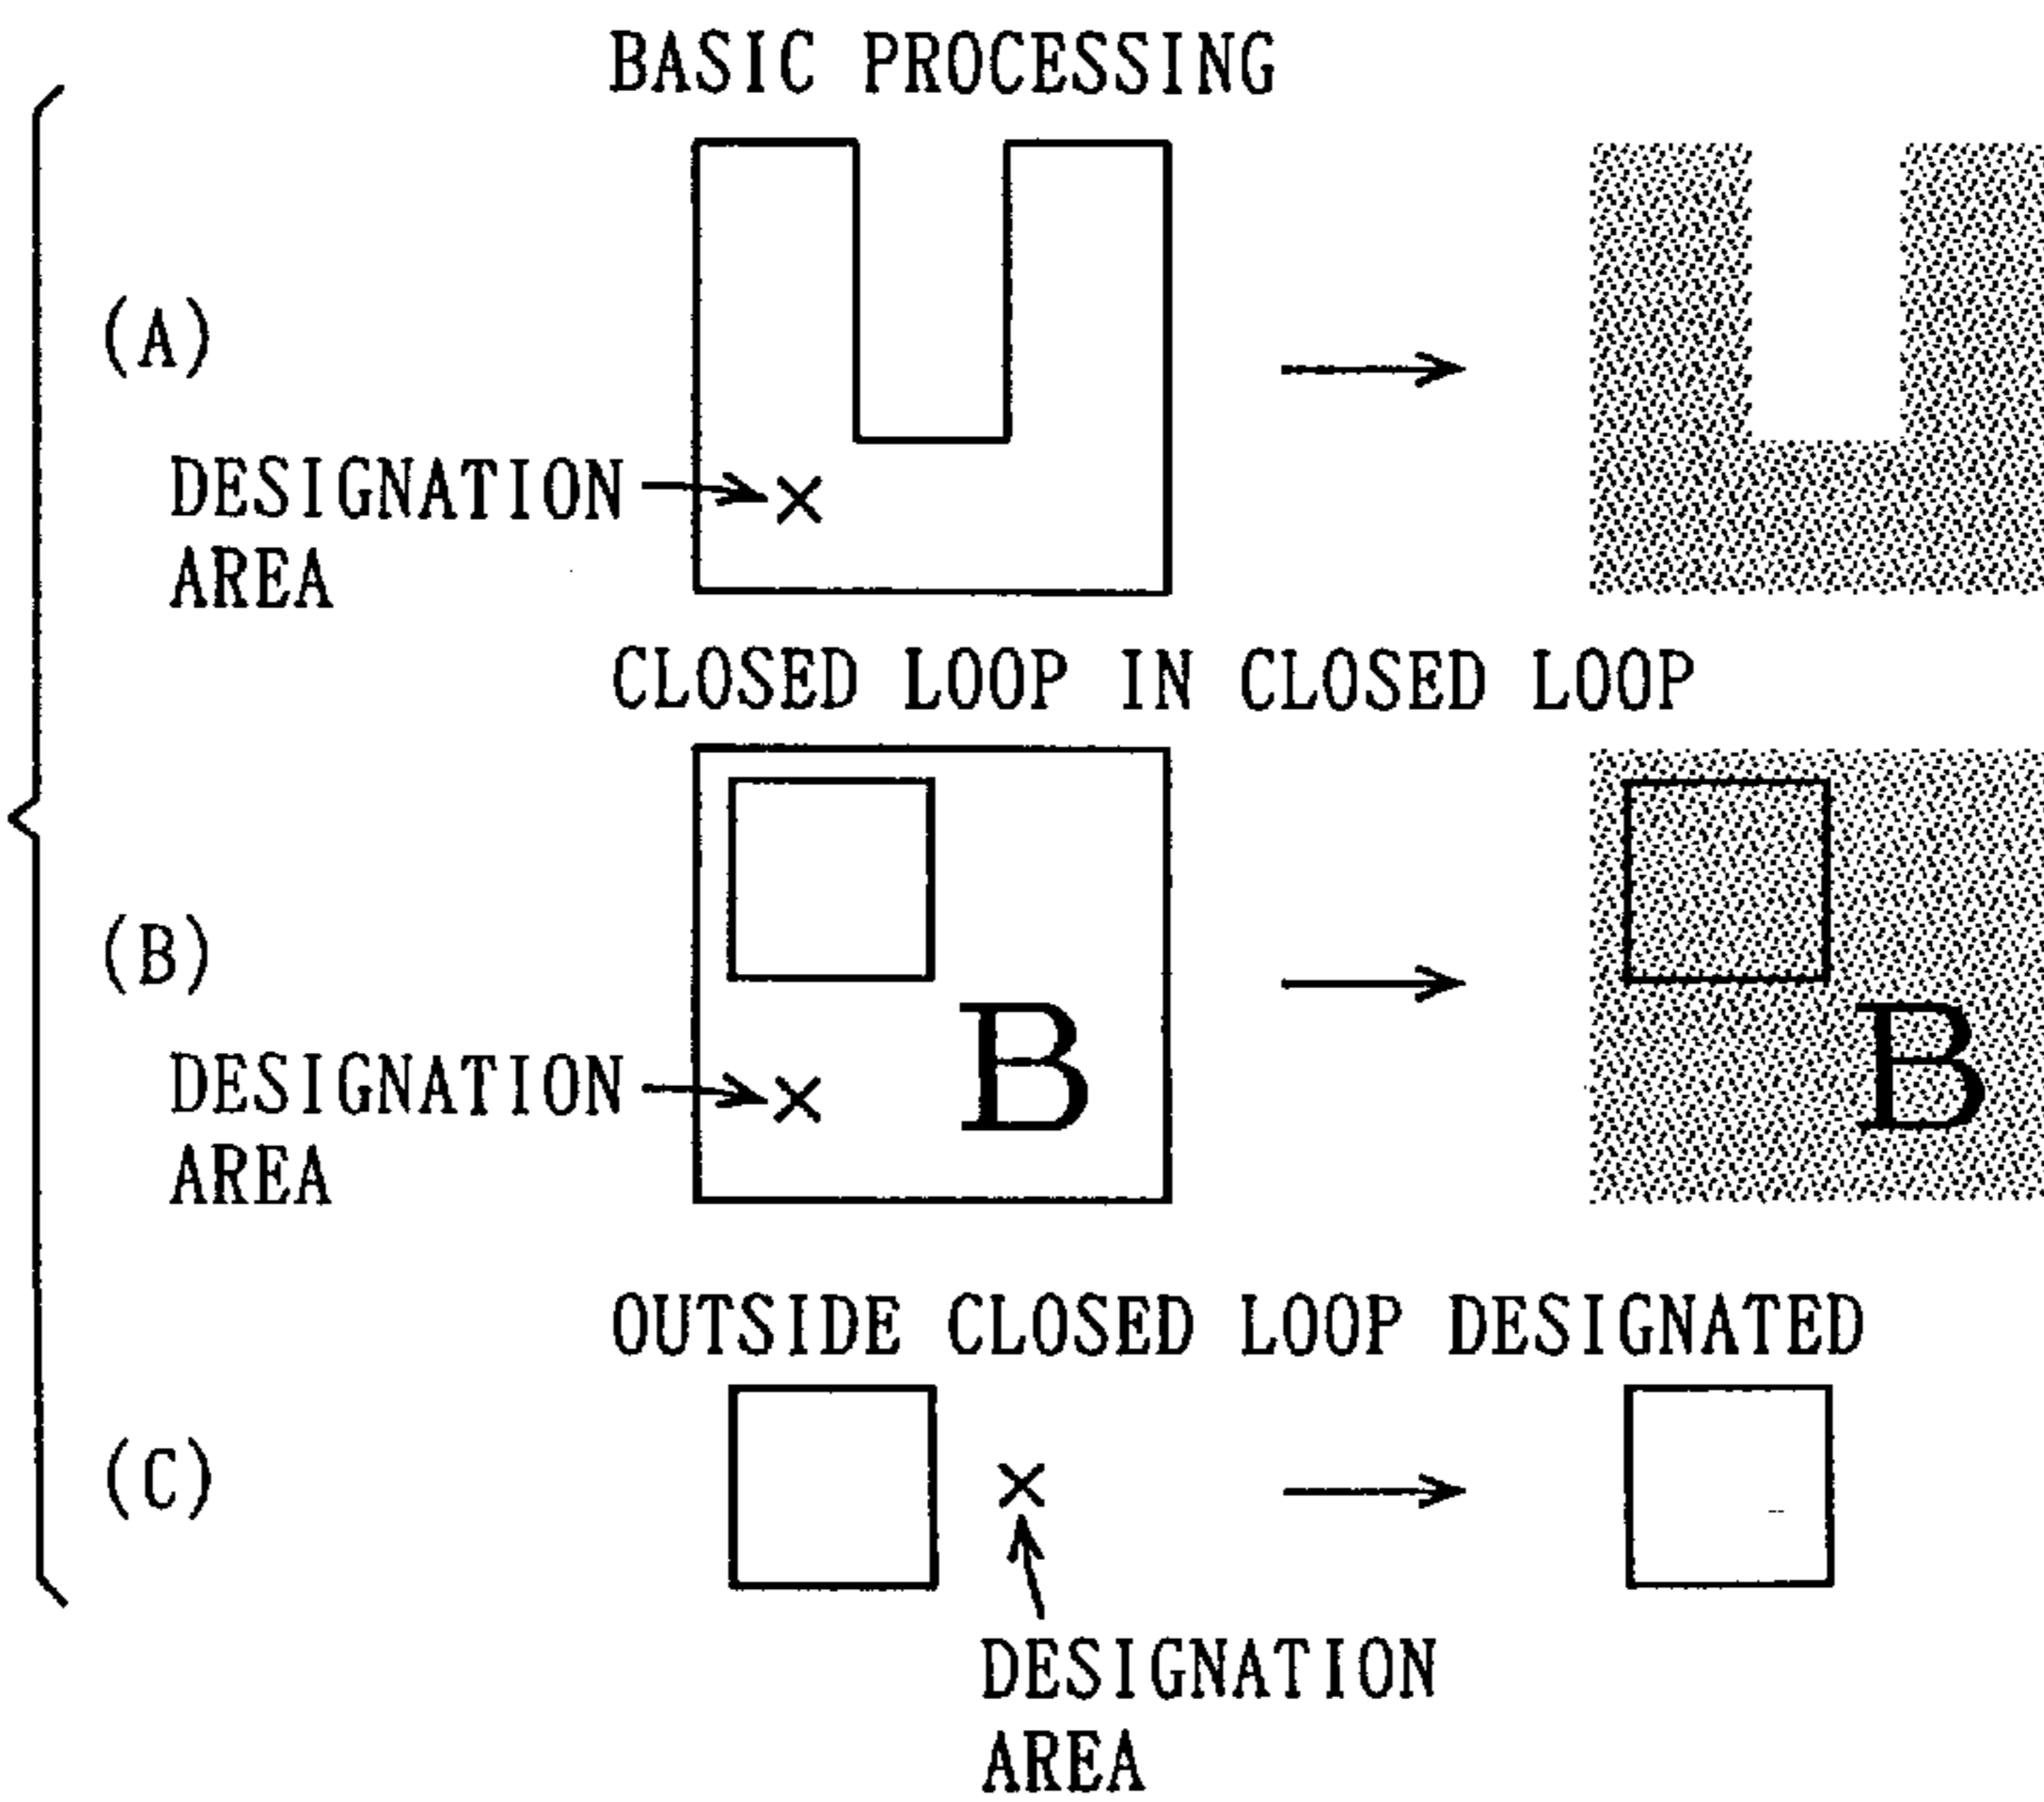 BASIC PROCESSING
(A)
DESIGNATION
AREA
CLOSED LOOP IN CLOSED LOOP
(B)
B
DESIGNATION
AREA
B
OUTSIDE CLOSED LOOP DESIGNATED
(C)
DESIGNATION
AREA